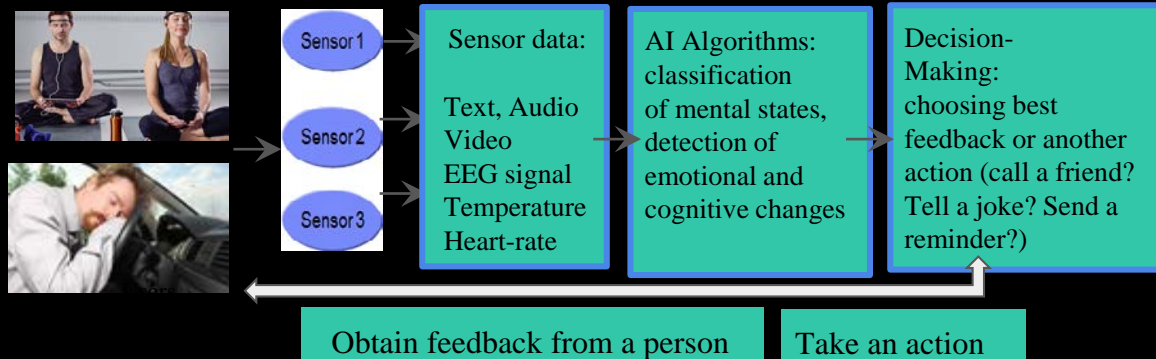 Sensor 1
Sensor 2
Sensor 3
Sensor data:
Text, Audio
Video
EEG signal
Temperature
Heart-rate
AI Algorithms:
classification
of mental states,
detection of
emotional and
cognitive changes
Decision-
Making:
choosing best
feedback or another
action (call a friend?
Tell a joke? Send a
reminder?)
Obtain feedback from a person
Take an action